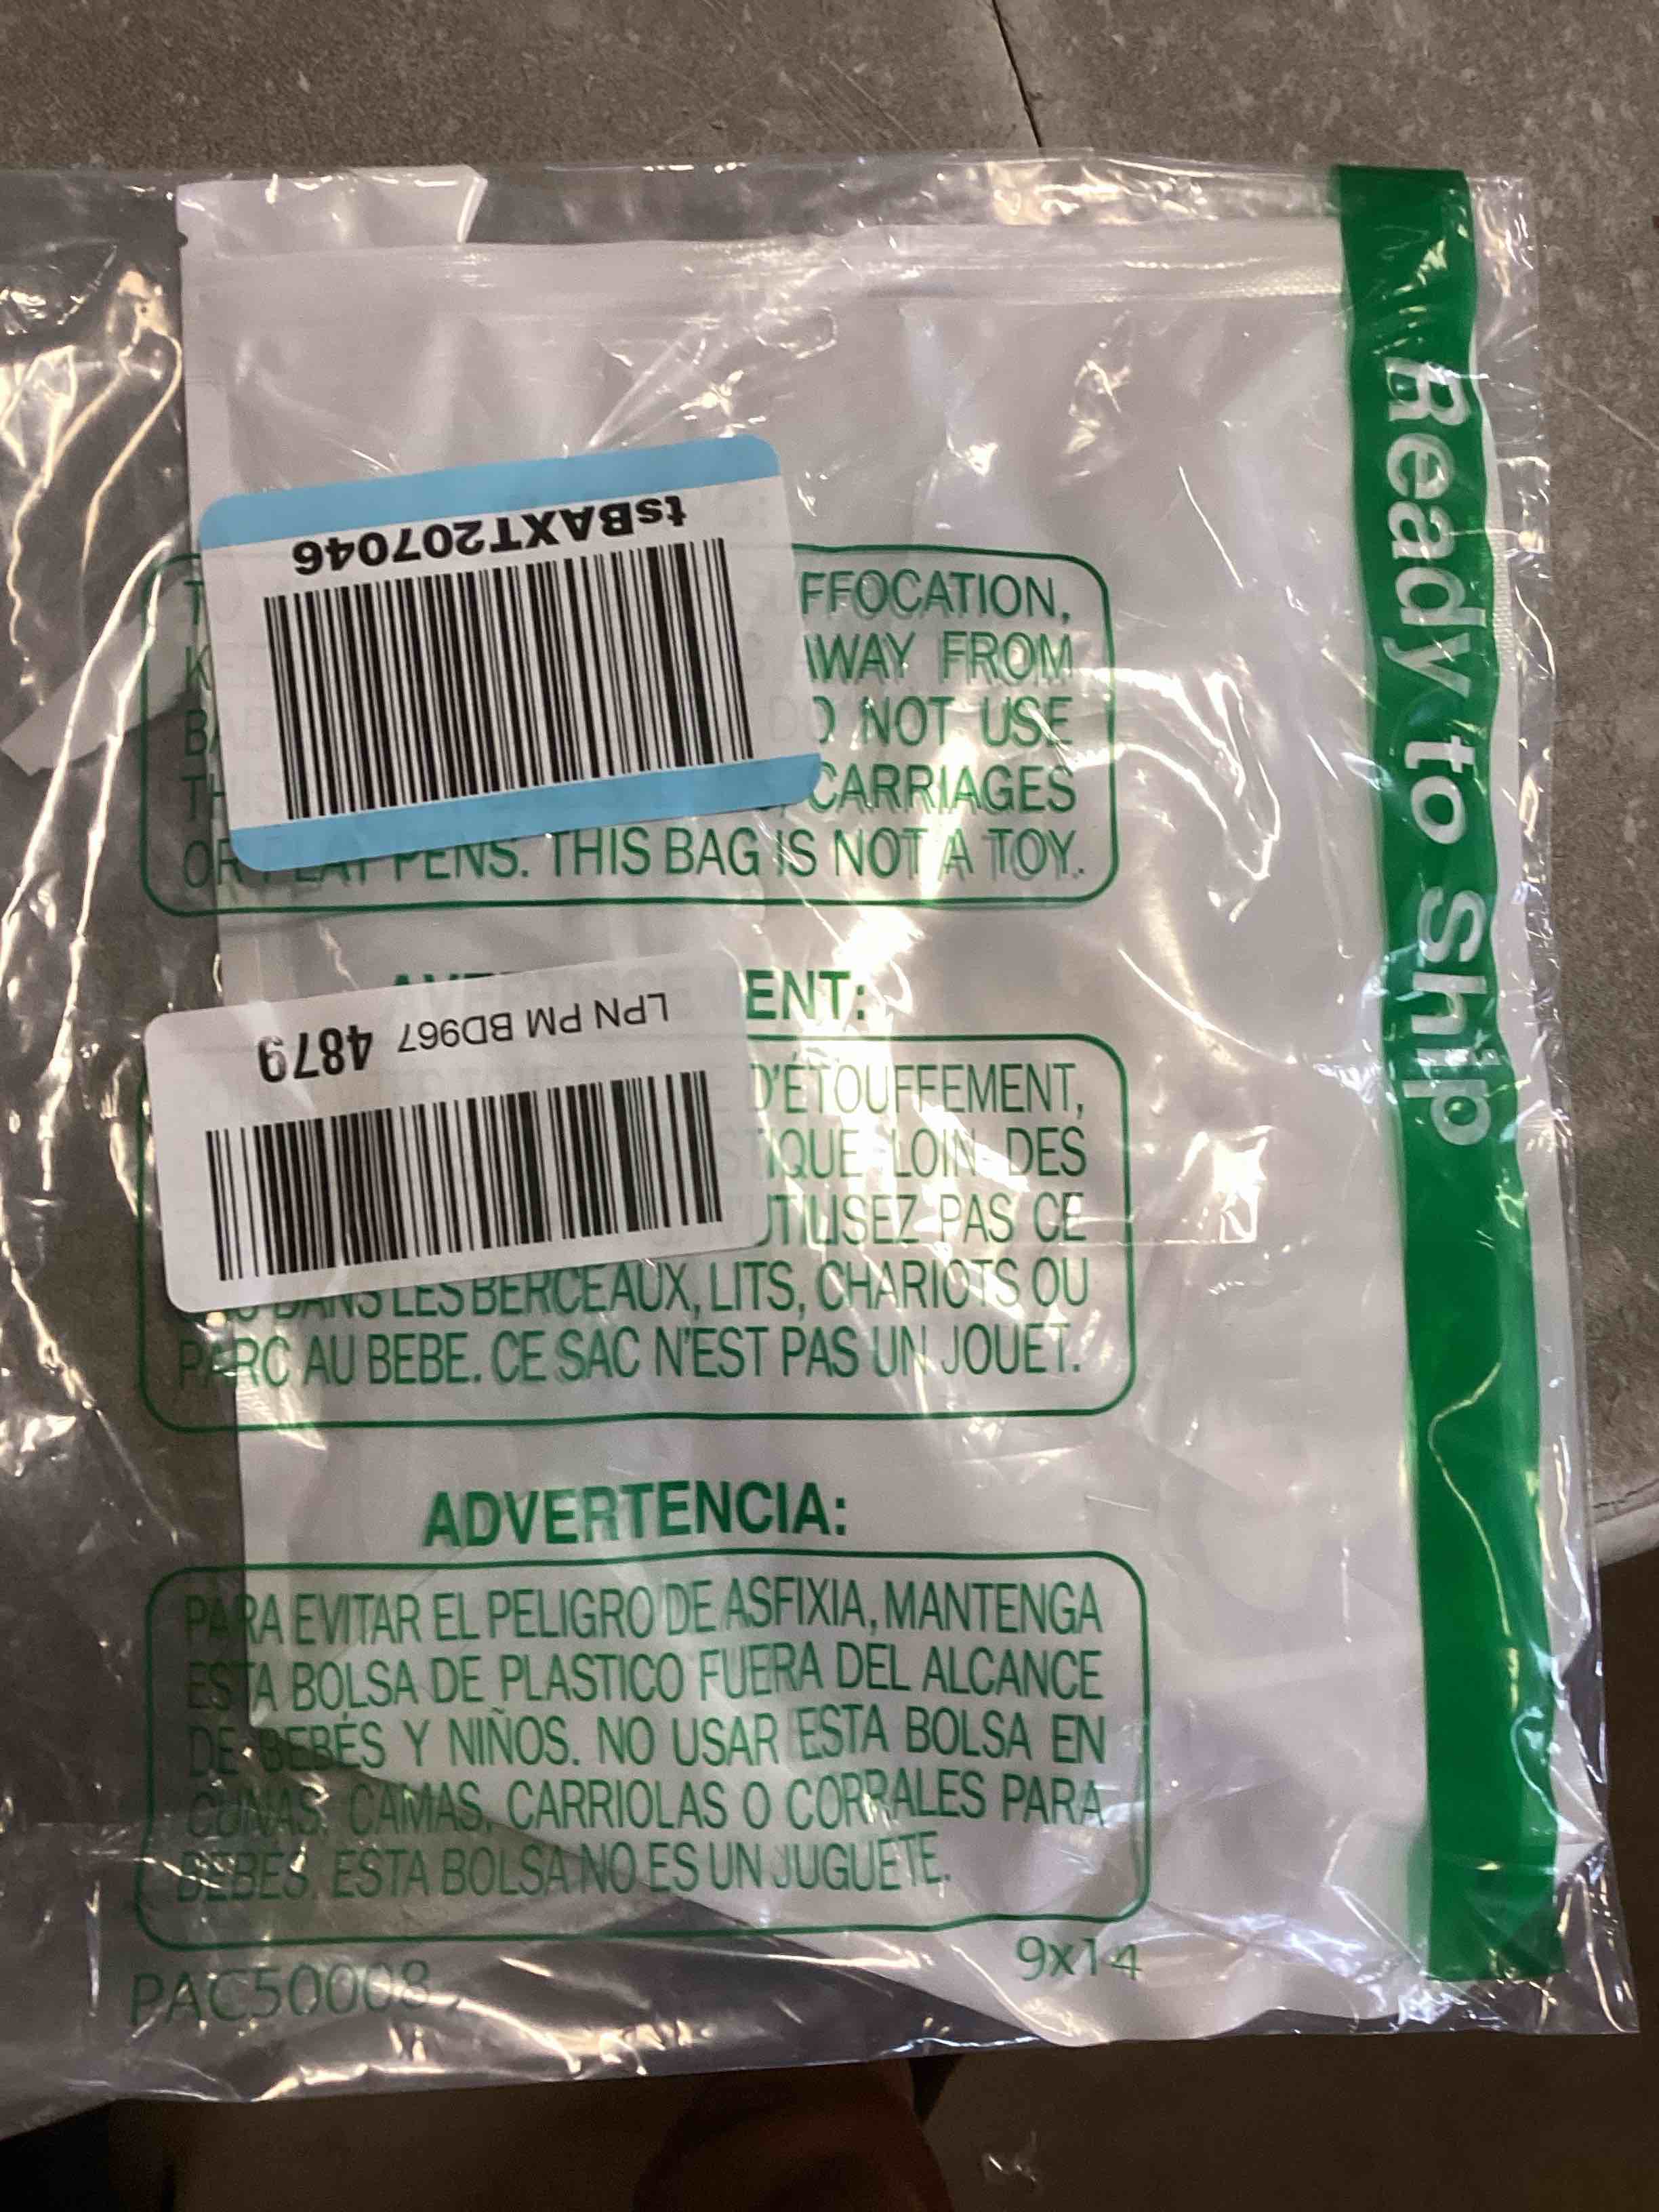 Ready to Ship
tsBAXT207046
FFOCATION,
AWAY FROM
DO NOT USE
CARRIAGES
OR PLAY PENS. THIS BAG IS NOT A TOY.
ENT:
LPN PM BD967 4879
D'ÉTOUFFEMENT,
LOIN DES
N'UTILISEZ PAS CE
DANS LES BERCEAUX, LITS, CHARIOTS OU
PARC AU BEBE. CE SAC N'EST PAS UN JOUET.
ADVERTENCIA:
PARA EVITAR EL PELIGRO DE ASFIXIA, MANTENGA
ESTA BOLSA DE PLASTICO FUERA DEL ALCANCE
DE BEBÉS Y NIÑOS. NO USAR ESTA BOLSA EN
CUNAS, CAMAS, CARRIOLAS O CORRALES PARA
BEBES. ESTA BOLSA NO ES UN JUGUETE.
PAC50008
9x14